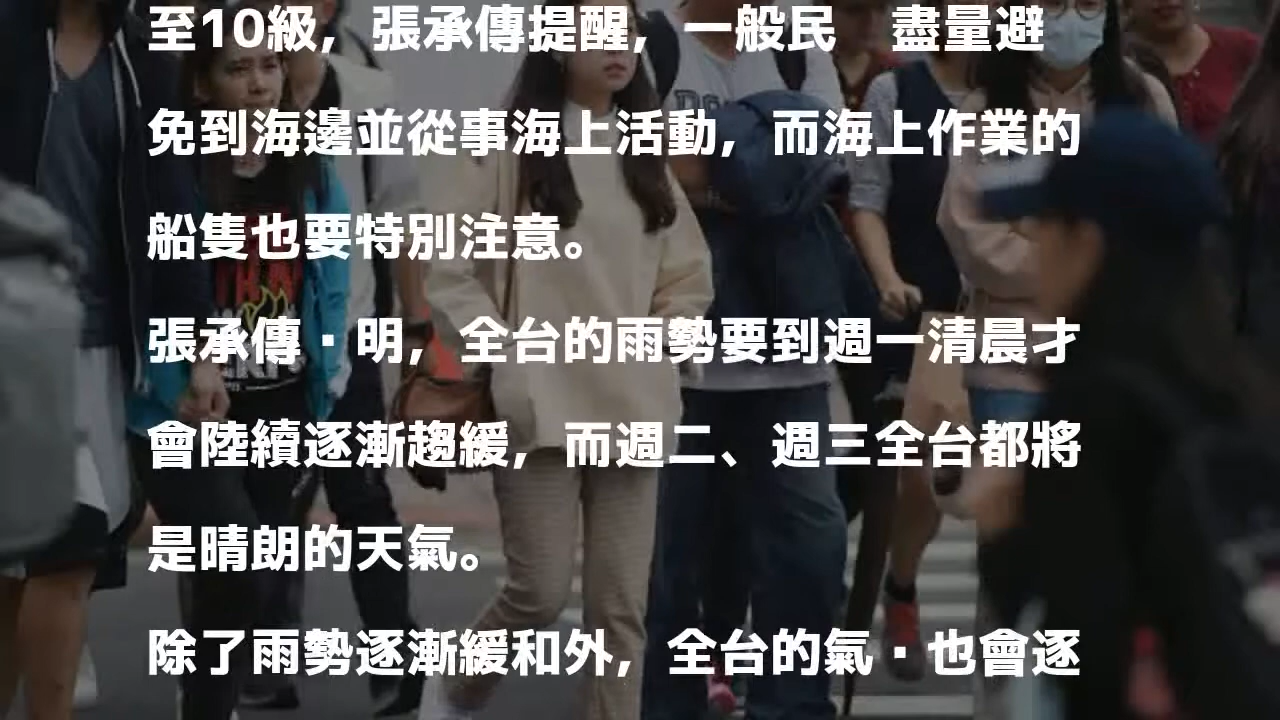 至10級，張承傳提醒，一般民　盡量避
免到海邊並從事海上活動，而海上作業的
船隻也要特別注意。
張承傳·明，全台的雨勢要到週一清晨才
會陸續逐漸趨緩，而週二、週三全台都將
是晴朗的天氣。
除了雨勢逐漸緩和外，全台的氣·也會逐